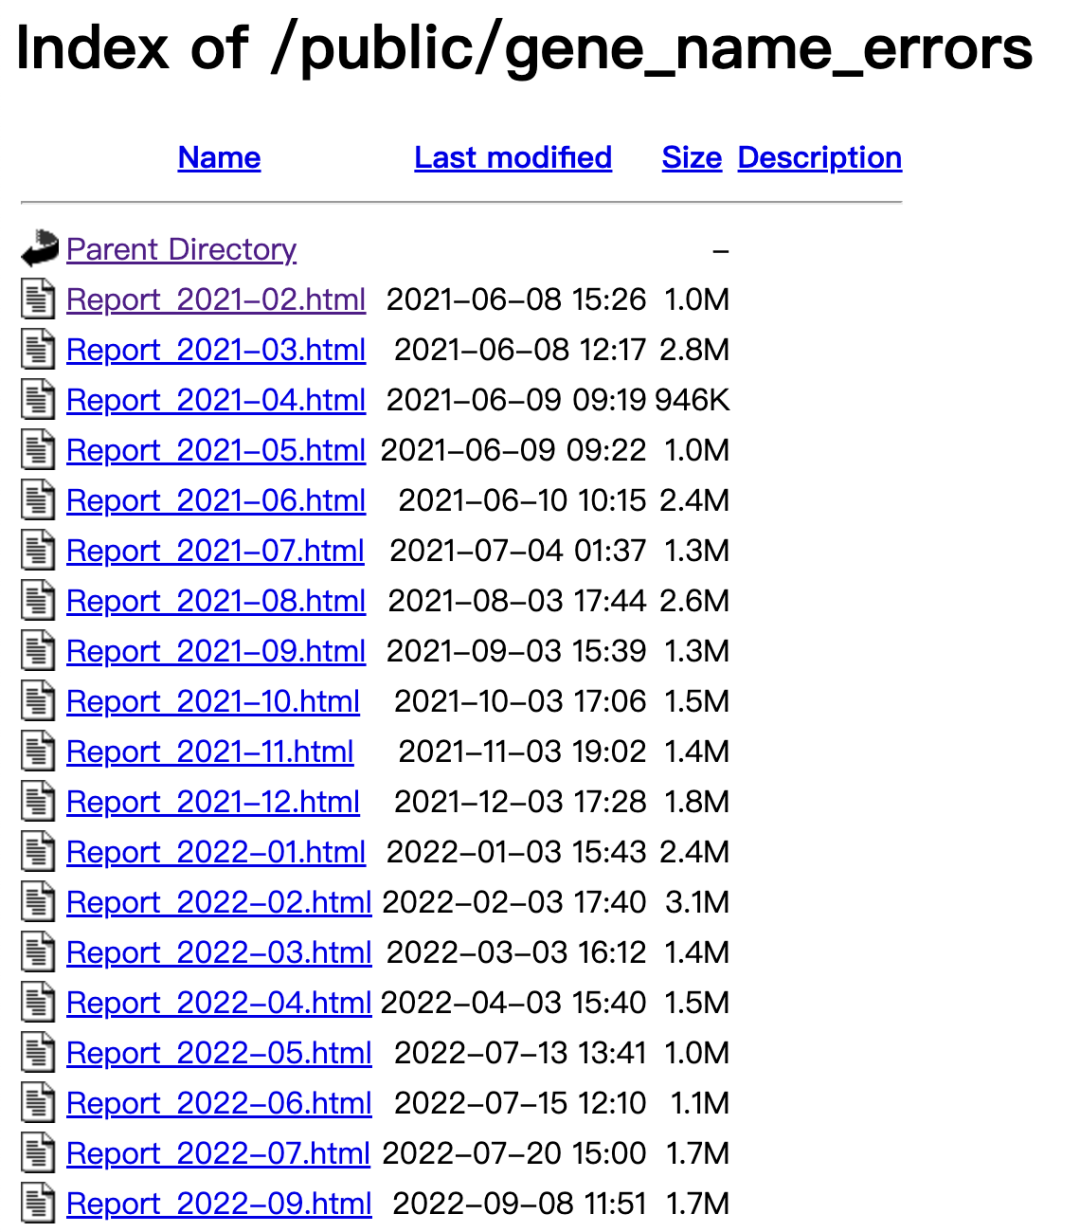 Index of /public/gene_name_errors
Name Last modified Size Description
Parent Directory –
Report_2021–02.html 2021–06–08 15:26 1.0M
Report_2021–03.html 2021–06–08 12:17 2.8M
Report_2021–04.html 2021–06–09 09:19 946K
Report_2021–05.html 2021–06–09 09:22 1.0M
Report_2021–06.html 2021–06–10 10:15 2.4M
Report_2021–07.html 2021–07–04 01:37 1.3M
Report_2021–08.html 2021–08–03 17:44 2.6M
Report_2021–09.html 2021–09–03 15:39 1.3M
Report_2021–10.html 2021–10–03 17:06 1.5M
Report_2021–11.html 2021–11–03 19:02 1.4M
Report_2021–12.html 2021–12–03 17:28 1.8M
Report_2022–01.html 2022–01–03 15:43 2.4M
Report_2022–02.html 2022–02–03 17:40 3.1M
Report_2022–03.html 2022–03–03 16:12 1.4M
Report_2022–04.html 2022–04–03 15:40 1.5M
Report_2022–05.html 2022–07–13 13:41 1.0M
Report_2022–06.html 2022–07–15 12:10 1.1M
Report_2022–07.html 2022–07–20 15:00 1.7M
Report_2022–09.html 2022–09–08 11:51 1.7M